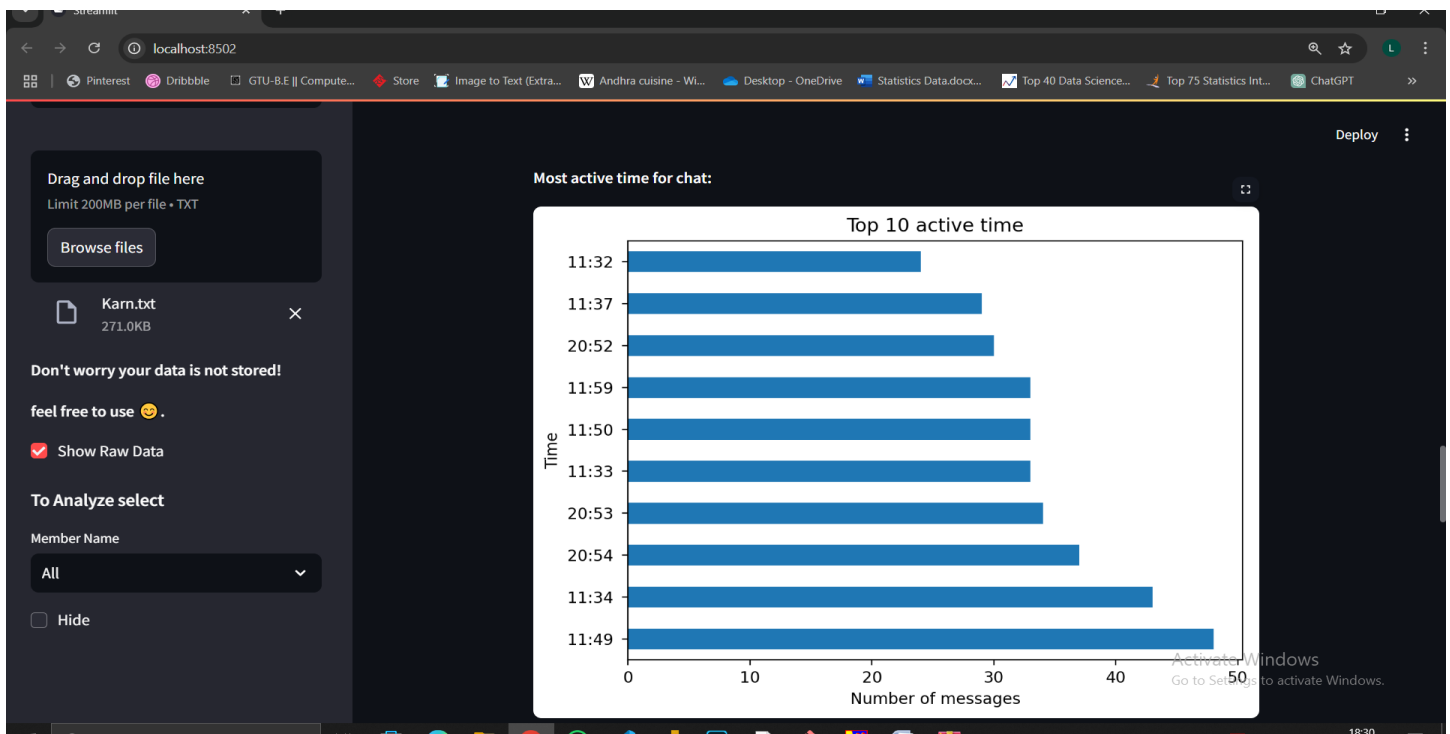 Streamlit
localhost:8502
L
Pinterest Dribbble GTU-B.E || Compute... Store Image to Text (Extra... Andhra cuisine - Wi... Desktop - OneDrive Statistics Data.docx... Top 40 Data Science... Top 75 Statistics Int... ChatGPT »
Deploy
Drag and drop file here
Limit 200MB per file • TXT
Browse files
Karn.txt
271.0KB
Don't worry your data is not stored!
feel free to use 😊 .
Show Raw Data
To Analyze select
Member Name
All
Hide
Most active time for chat:
Top 10 active time
Time
11:32
11:37
20:52
11:59
11:50
11:33
20:53
20:54
11:34
11:49
0 10 20 30 40 50
Number of messages
Activate Windows
Go to Settings to activate Windows.
18:30